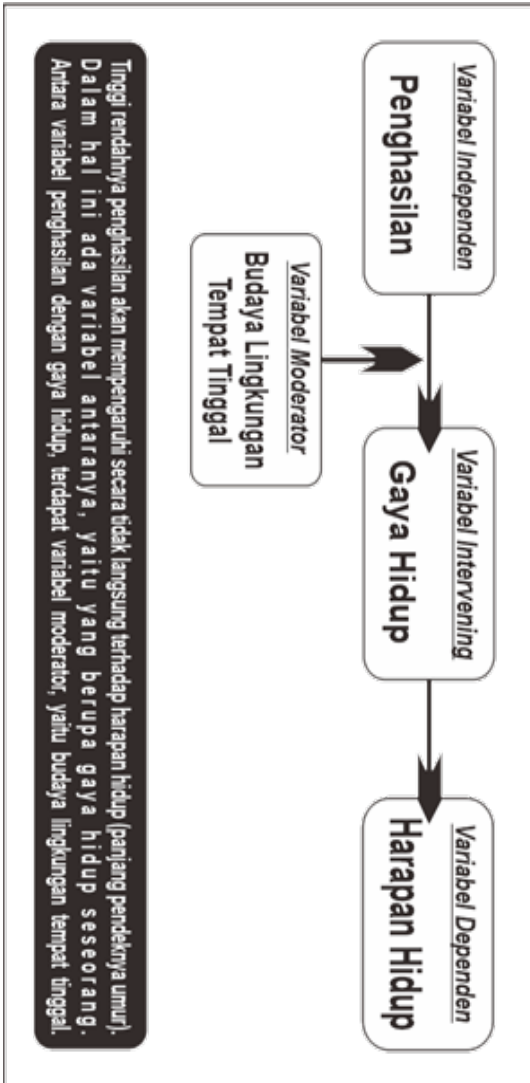 Variabel Independen
Penghasilan
Variabel Intervening
Gaya Hidup
Variabel Dependen
Harapan Hidup
Variabel Moderator
Budaya Lingkungan
Tempat Tinggal
Tinggi rendahnya penghasilan akan mempengaruhi secara tidak langsung terhadap harapan hidup (panjang pendeknya umur).
Dalam hal ini ada variabel antaranya, yaitu yang berupa gaya hidup seseorang.
Antara variabel penghasilan dengan gaya hidup, terdapat variabel moderator, yaitu budaya lingkungan tempat tinggal.